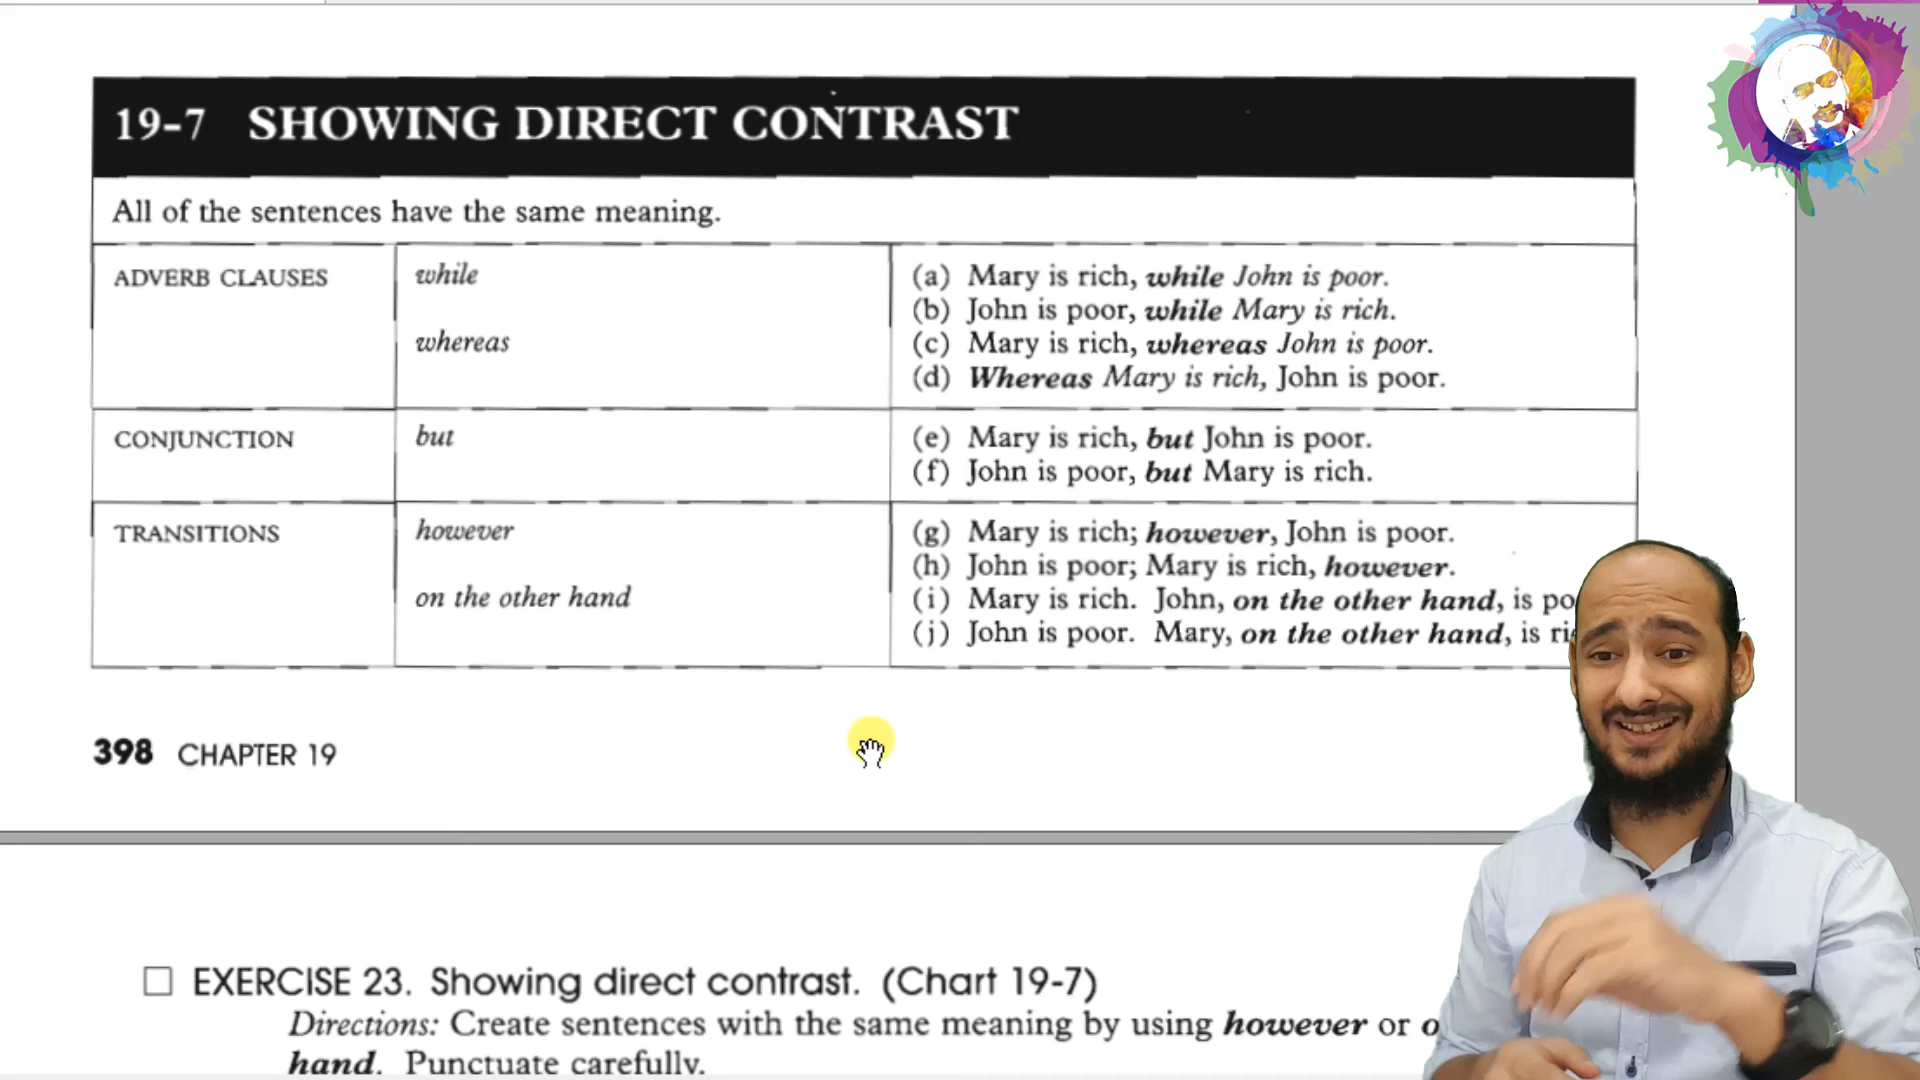 19-7 SHOWING DIRECT CONTRAST
All of the sentences have the same meaning.
ADVERB CLAUSES
while
whereas
(a) Mary is rich, while John is poor.
(b) John is poor, while Mary is rich.
(c) Mary is rich, whereas John is poor.
(d) Whereas Mary is rich, John is poor.
CONJUNCTION
but
(e) Mary is rich, but John is poor.
(f) John is poor, but Mary is rich.
TRANSITIONS
however
on the other hand
(g) Mary is rich; however, John is poor.
(h) John is poor; Mary is rich, however.
(i) Mary is rich. John, on the other hand, is
(j) John is poor. Mary, on the other hand, is
398 CHAPTER 19
EXERCISE 23. Showing direct contrast. (Chart 19-7)
Directions: Create sentences with the same meaning by using however or
hand. Punctuate carefully.